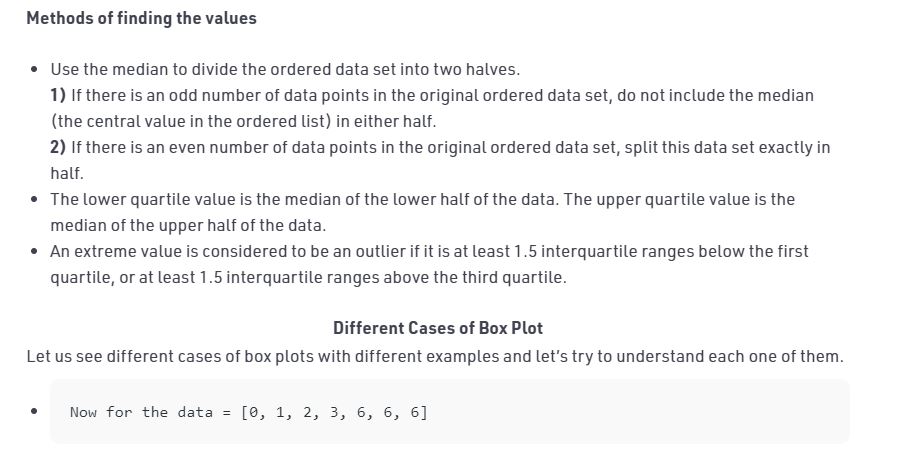 Methods of finding the values
• Use the median to divide the ordered data set into two halves.
1) If there is an odd number of data points in the original ordered data set, do not include the median
(the central value in the ordered list) in either half.
2) If there is an even number of data points in the original ordered data set, split this data set exactly in
half.
• The lower quartile value is the median of the lower half of the data. The upper quartile value is the
median of the upper half of the data.
• An extreme value is considered to be an outlier if it is at least 1.5 interquartile ranges below the first
quartile, or at least 1.5 interquartile ranges above the third quartile.
Different Cases of Box Plot
Let us see different cases of box plots with different examples and let’s try to understand each one of them.
• Now for the data = [0, 1, 2, 3, 6, 6, 6]